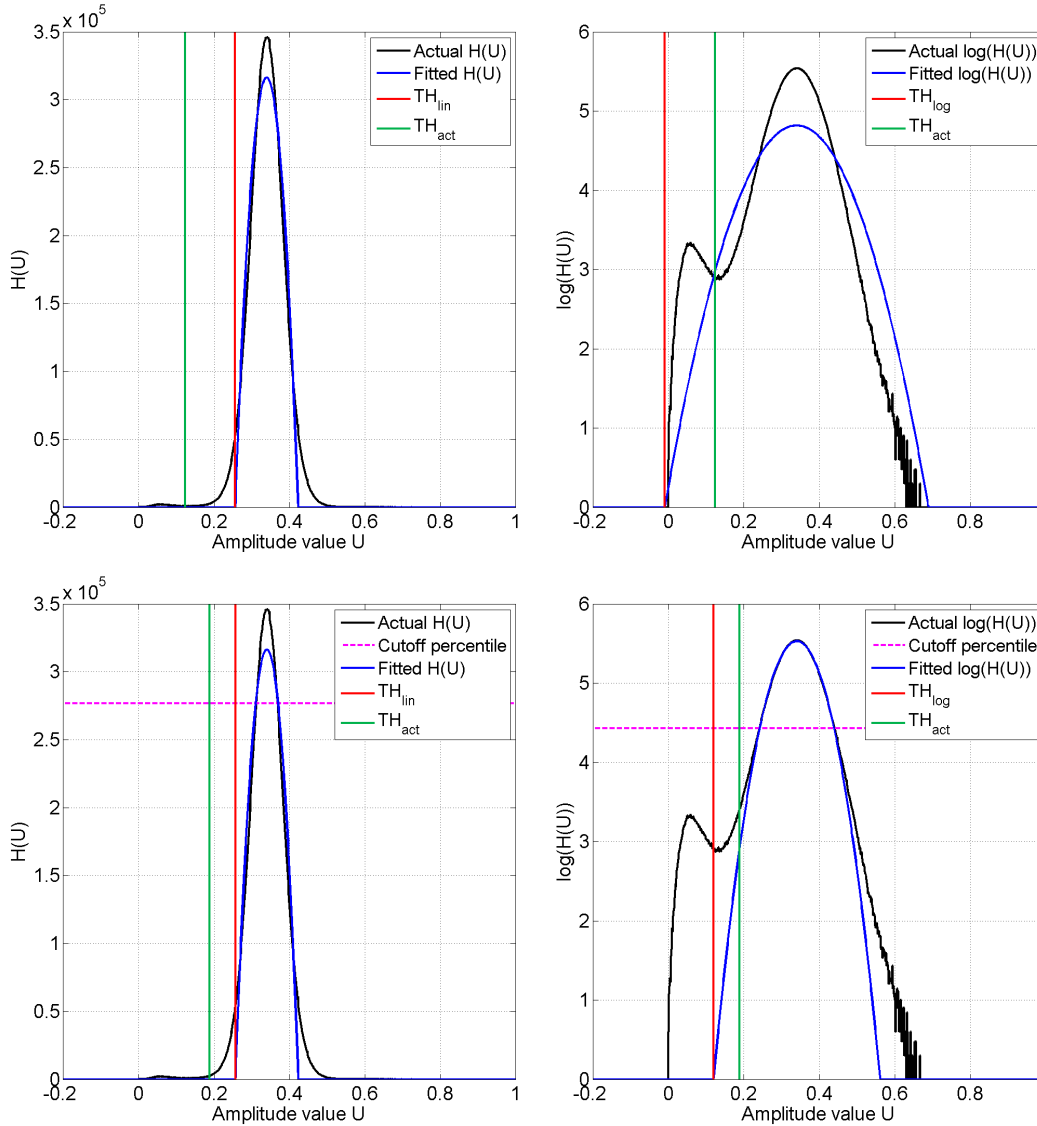 3.5 x 10^5
3
2.5
2
1.5
1
0.5
0
-0.2
0
0.2
0.4
0.6
0.8
1
H(U)
Amplitude value U
Actual H(U)
Fitted H(U)
TH_lin
TH_act
6
5
4
3
2
1
0
-0.2
0
0.2
0.4
0.6
0.8
log(H(U))
Amplitude value U
Actual log(H(U))
Fitted log(H(U))
TH_log
TH_act
3.5 x 10^5
3
2.5
2
1.5
1
0.5
0
-0.2
0
0.2
0.4
0.6
0.8
1
H(U)
Amplitude value U
Actual H(U)
Cutoff percentile
Fitted H(U)
TH_lin
TH_act
6
5
4
3
2
1
0
-0.2
0
0.2
0.4
0.6
0.8
log(H(U))
Amplitude value U
Actual log(H(U))
Cutoff percentile
Fitted log(H(U))
TH_log
TH_act